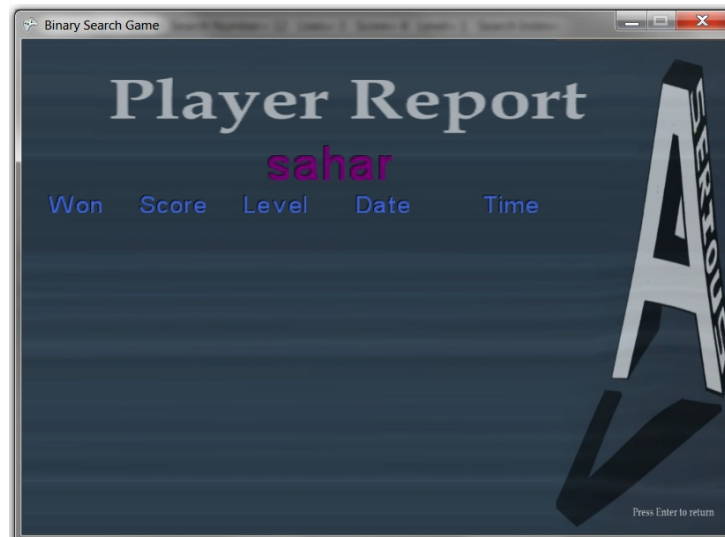 Binary Search Game
Player Report
sahar
Won Score Level Date Time
SERIOUS
A
Press Enter to return